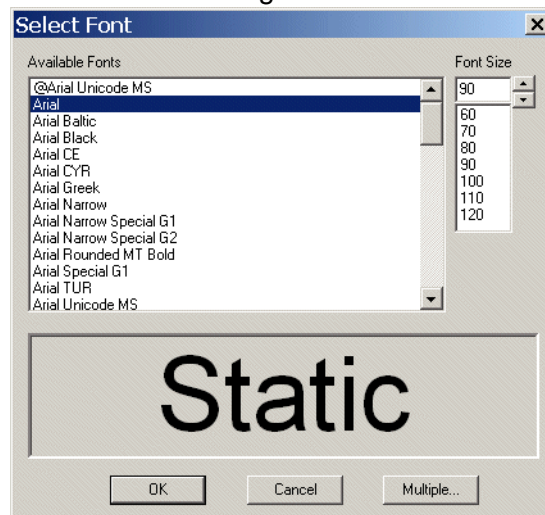 Select Font
Available Fonts
Font Size
@Arial Unicode MS
Arial
Arial Baltic
Arial Black
Arial CE
Arial CYR
Arial Greek
Arial Narrow
Arial Narrow Special G1
Arial Narrow Special G2
Arial Rounded MT Bold
Arial Special G1
Arial TUR
Arial Unicode MS
90
60
70
80
90
100
110
120
Static
OK
Cancel
Multiple...